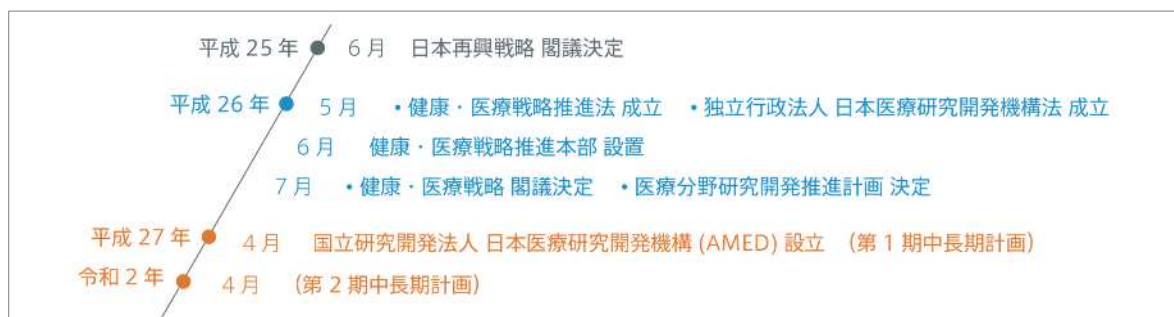 平成 25 年 6 月 日本再興戦略 閣議決定
平成 26 年 5 月 • 健康・医療戦略推進法 成立 • 独立行政法人 日本医療研究開発機構法 成立
6 月 健康・医療戦略推進本部 設置
7 月 • 健康・医療戦略 閣議決定 • 医療分野研究開発推進計画 決定
平成 27 年 4 月 国立研究開発法人 日本医療研究開発機構 (AMED) 設立 (第 1 期中長期計画)
令和 2 年 4 月 (第 2 期中長期計画)